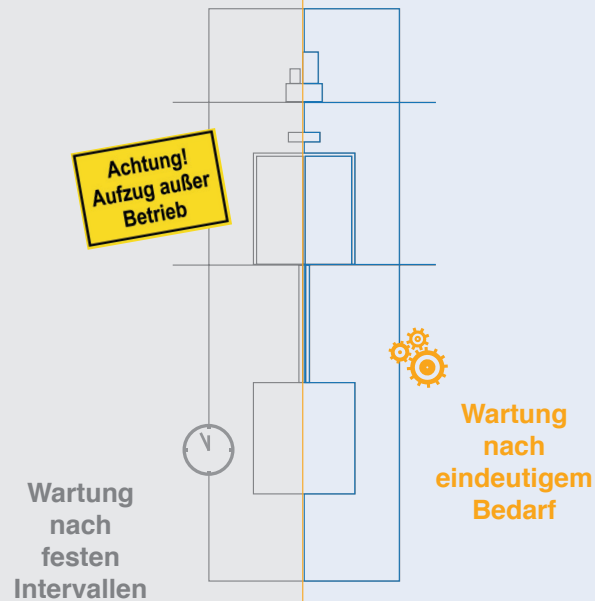 Achtung!
Aufzug außer
Betrieb
Wartung
nach
eindeutigem
Bedarf
Wartung
nach
festen
Intervallen